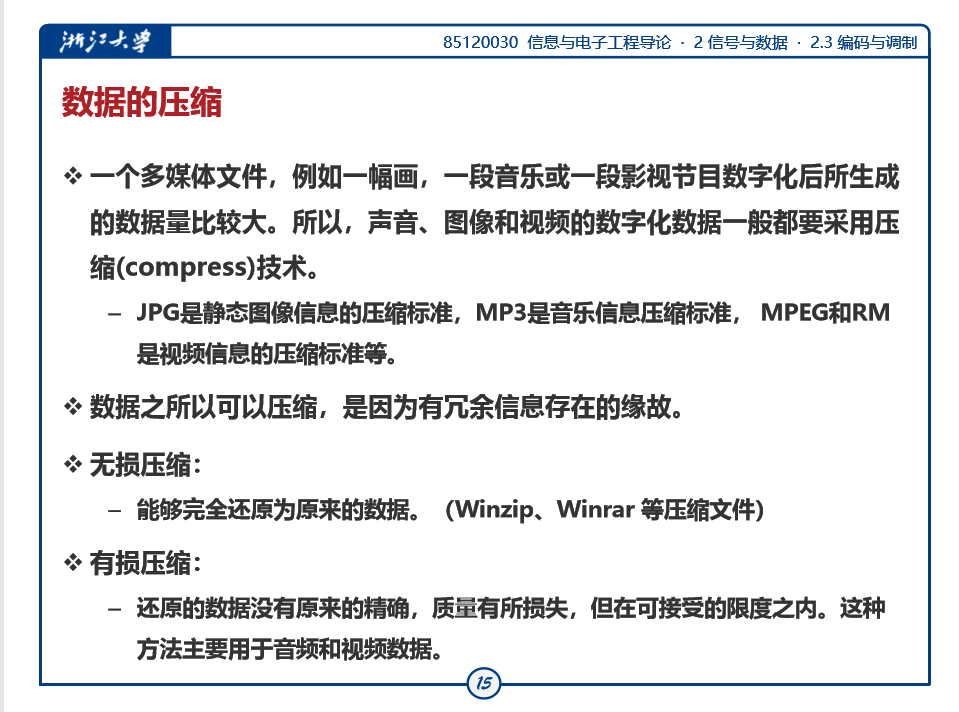 浙江大学
85120030 信息与电子工程导论 · 2 信号与数据 · 2.3 编码与调制
数据的压缩
❖ 一个多媒体文件，例如一幅画，一段音乐或一段影视节目数字化后所生成
的数据量比较大。所以，声音、图像和视频的数字化数据一般都要采用压
缩(compress)技术。
– JPG是静态图像信息的压缩标准，MP3是音乐信息压缩标准， MPEG和RM
是视频信息的压缩标准等。
❖ 数据之所以可以压缩，是因为有冗余信息存在的缘故。
❖ 无损压缩：
– 能够完全还原为原来的数据。（Winzip、Winrar 等压缩文件）
❖ 有损压缩：
– 还原的数据没有原来的精确，质量有所损失，但在可接受的限度之内。这种
方法主要用于音频和视频数据。
15